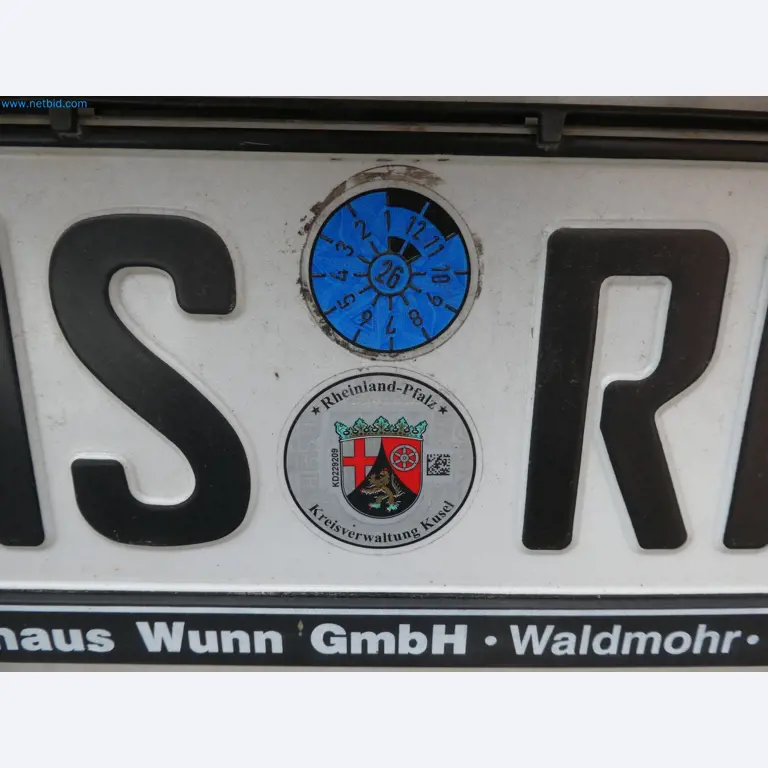 www.netbid.com
S R
1 12 11 10 9 8 7 6 5 4 3 2
26
★ Rheinland-Pfalz ★
KD229209
Kreisverwaltung Kusel
haus Wunn GmbH · Waldmohr ·